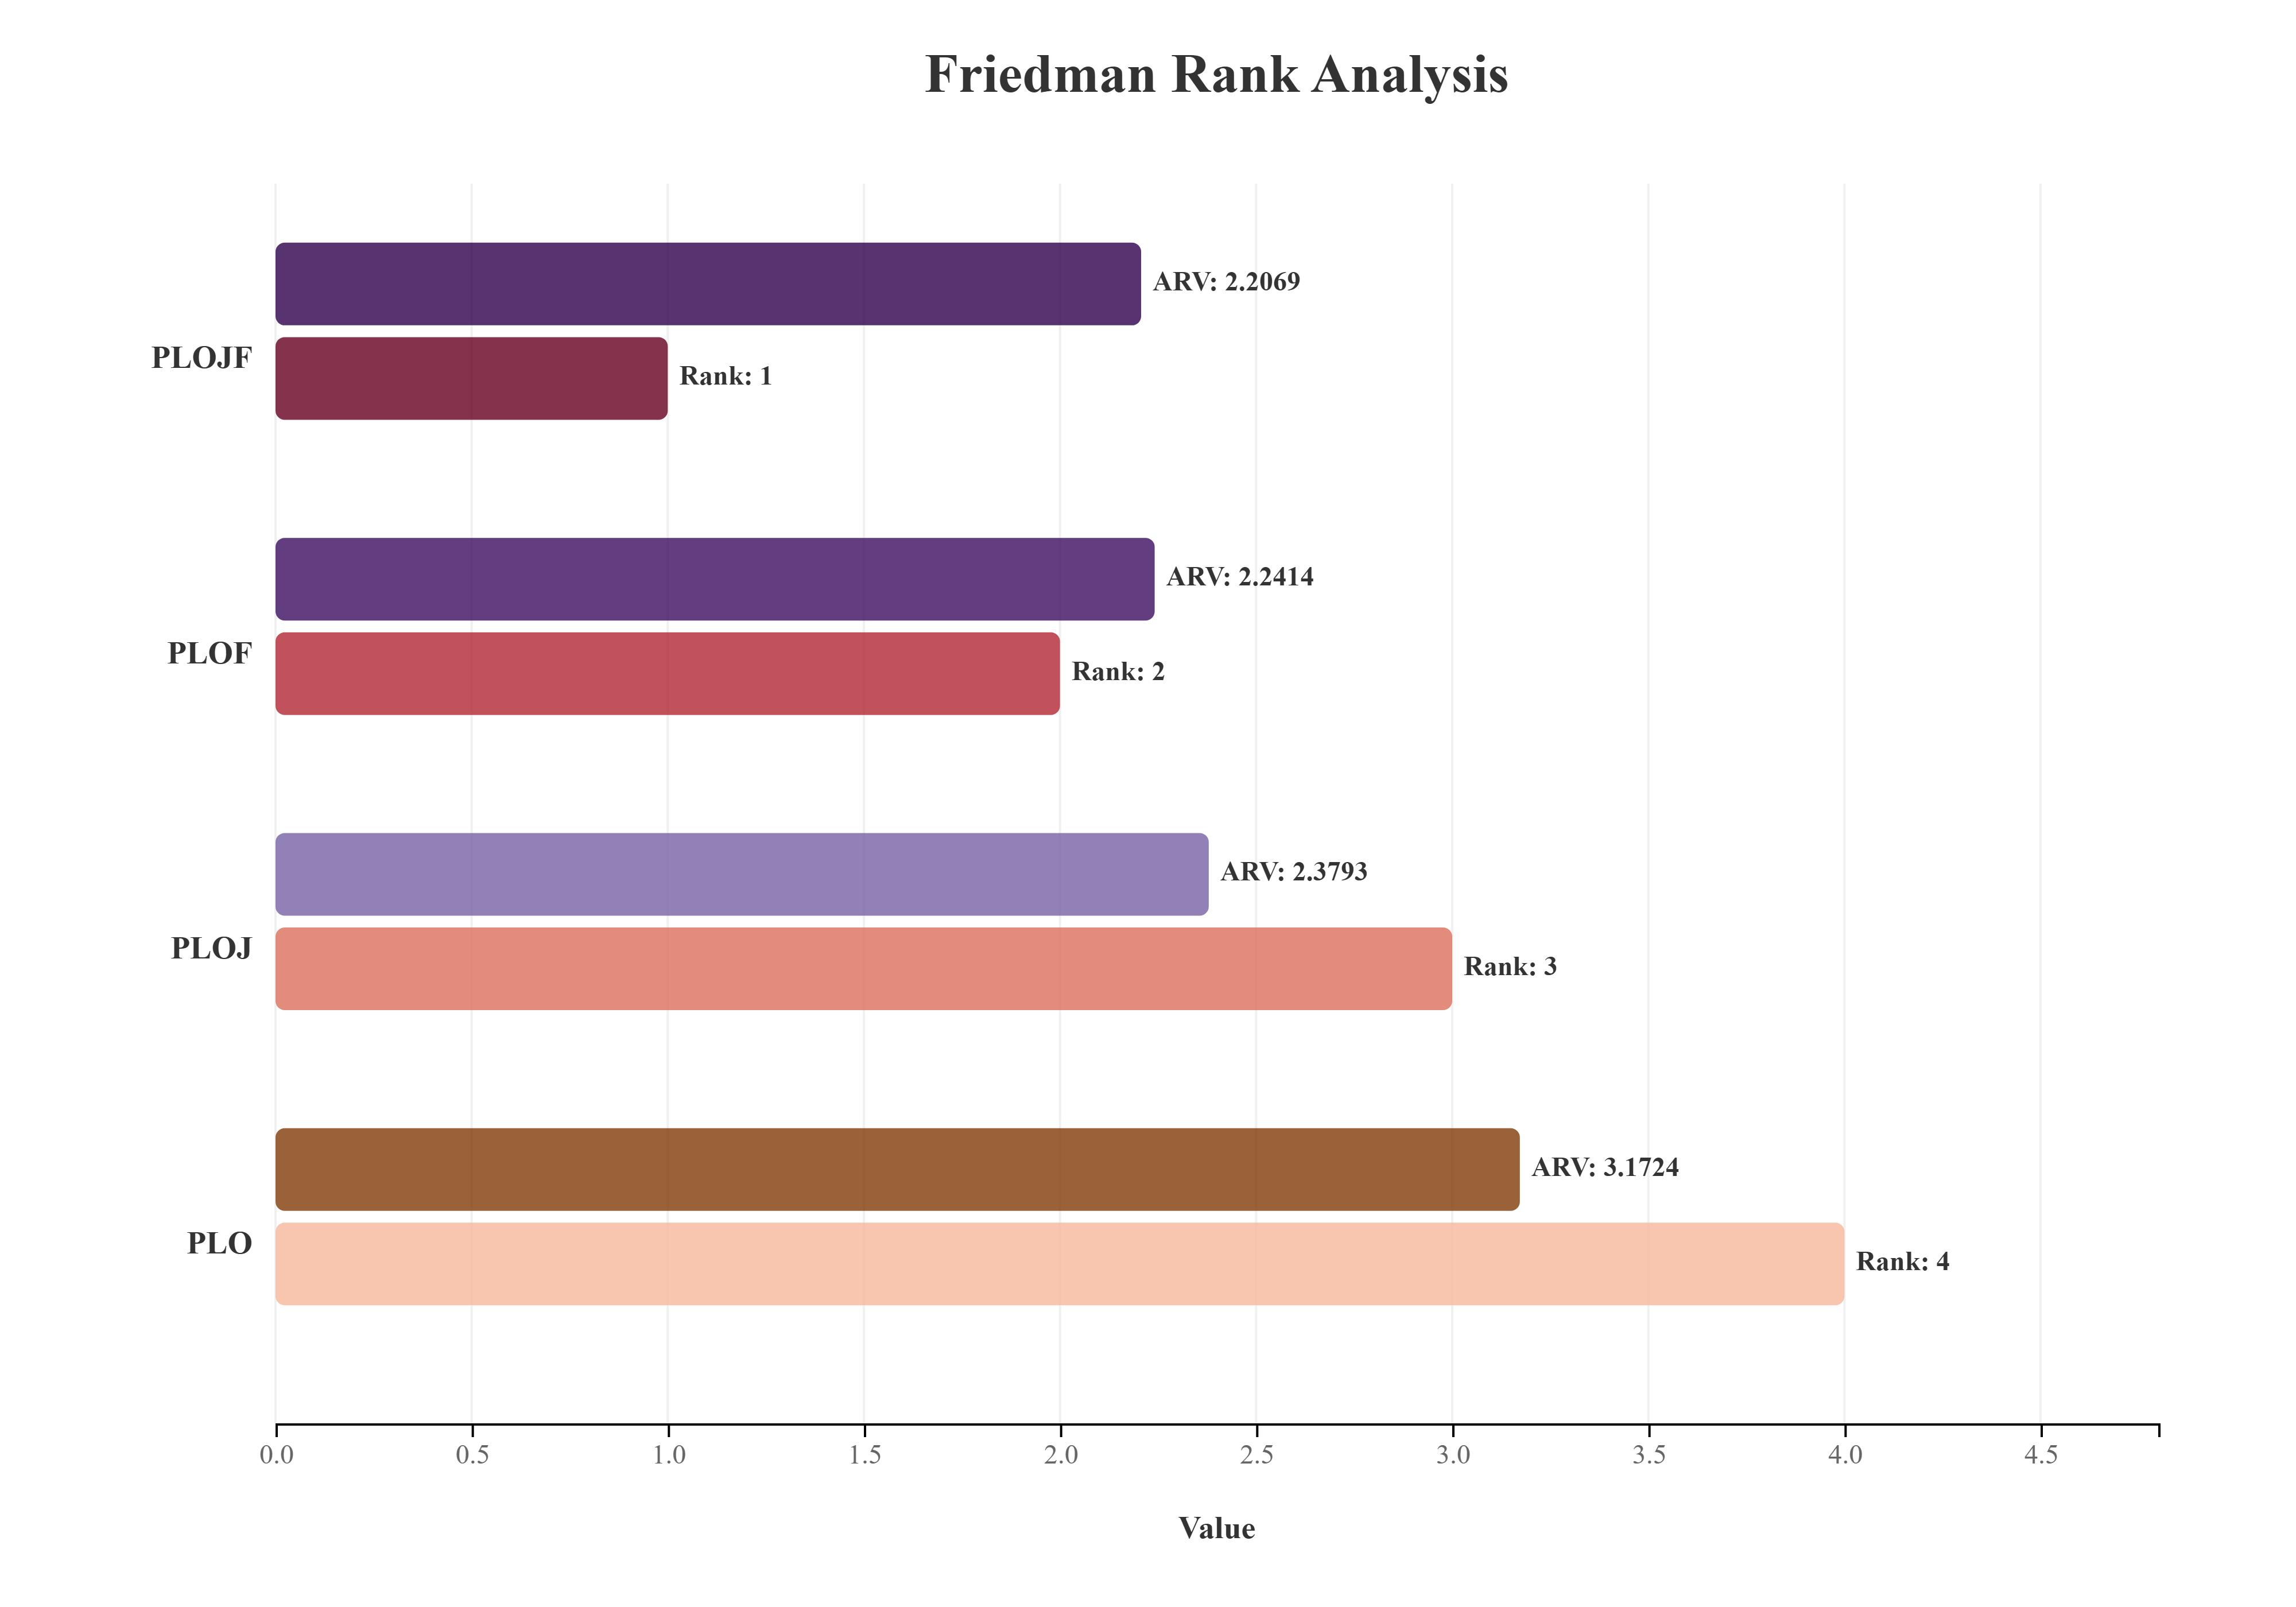 Friedman Rank Analysis
ARV: 2.2069
PLOJF
Rank: 1
ARV: 2.2414
PLOF
Rank: 2
ARV: 2.3793
PLOJ
Rank: 3
ARV: 3.1724
PLO
Rank: 4
0.0 0.5 1.0 1.5 2.0 2.5 3.0 3.5 4.0 4.5
Value